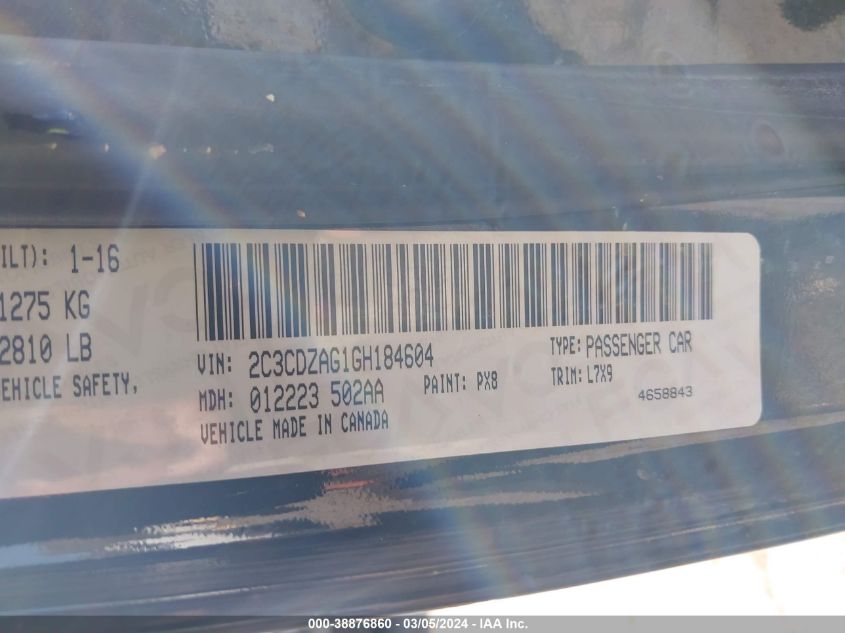 ILT): 1-16
1275 KG
2810 LB
VEHICLE SAFETY,
VIN: 2C3CDZAG1GH184604
TYPE: PASSENGER CAR
MDH: 012223 502AA
PAINT: PX8
TRIM: L7X9
VEHICLE MADE IN CANADA
4658843
000-38876860 - 03/05/2024 - IAA Inc.